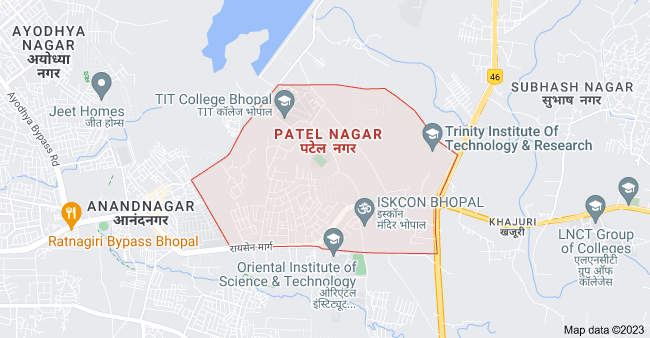 AYODHYA
NAGAR
अयोध्या
नगर
Jeet Homes
जीत होम्स
Ayodhya Bypass Rd
TIT College Bhopal
TIT कॉलेज भोपाल
PATEL NAGAR
पटेल नगर
46
SUBHASH NAGAR
सुभाष नगर
Trinity Institute Of
Technology & Research
ANANDNAGAR
आनंदनगर
Ratnagiri Bypass Bhopal
रायसेन मार्ग
ISKCON BHOPAL
इस्कॉन
मंदिर भोपाल
KHAJURI
खजूरी
LNCT Group
of Colleges
एलएनसीटी
ग्रुप ऑफ
कॉलेजेस
Oriental Institute of
Science & Technology
ओरिएंटल
इंस्टिट्यूट...
Map data ©2023